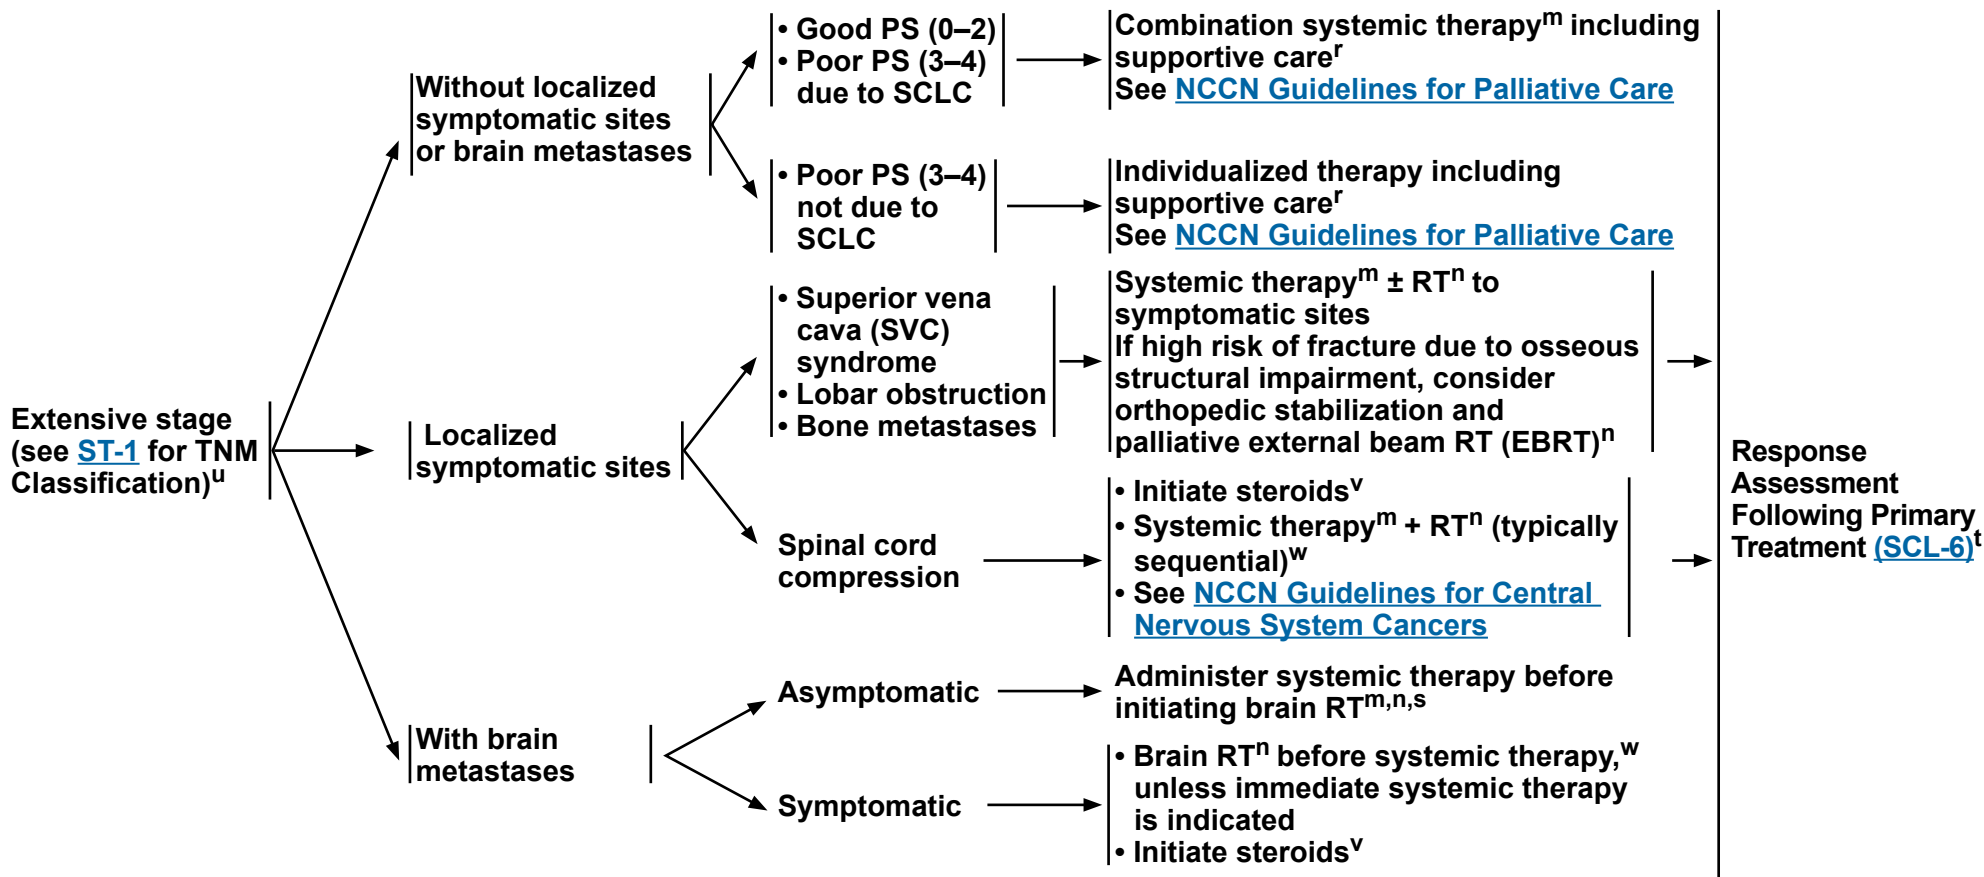 Extensive stage
(see ST-1 for TNM
Classification)u
Without localized
symptomatic sites
or brain metastases
• Good PS (0–2)
• Poor PS (3–4)
due to SCLC
Combination systemic therapym including
supportive carer
See NCCN Guidelines for Palliative Care
• Poor PS (3–4)
not due to
SCLC
Individualized therapy including
supportive carer
See NCCN Guidelines for Palliative Care
Localized
symptomatic sites
• Superior vena
cava (SVC)
syndrome
• Lobar obstruction
• Bone metastases
Systemic therapym ± RTn to
symptomatic sites
If high risk of fracture due to osseous
structural impairment, consider
orthopedic stabilization and
palliative external beam RT (EBRT)n
Spinal cord
compression
• Initiate steroidsv
• Systemic therapym + RTn (typically
sequential)w
• See NCCN Guidelines for Central
Nervous System Cancers
With brain
metastases
Asymptomatic
Administer systemic therapy before
initiating brain RTm,n,s
Symptomatic
• Brain RTn before systemic therapy,w
unless immediate systemic therapy
is indicated
• Initiate steroidsv
Response
Assessment
Following Primary
Treatment (SCL-6)t